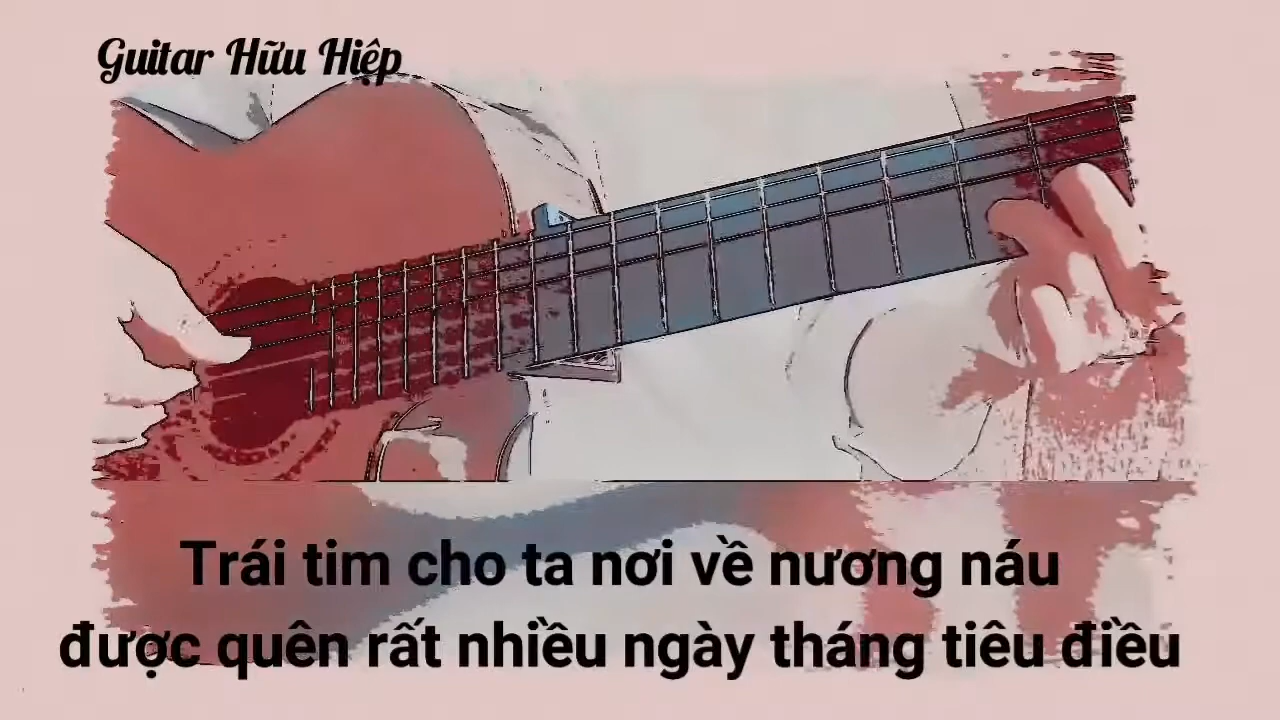 Guitar Hữu Hiệp
Trái tim cho ta nơi về nương náu
được quên rất nhiều ngày tháng tiêu điều